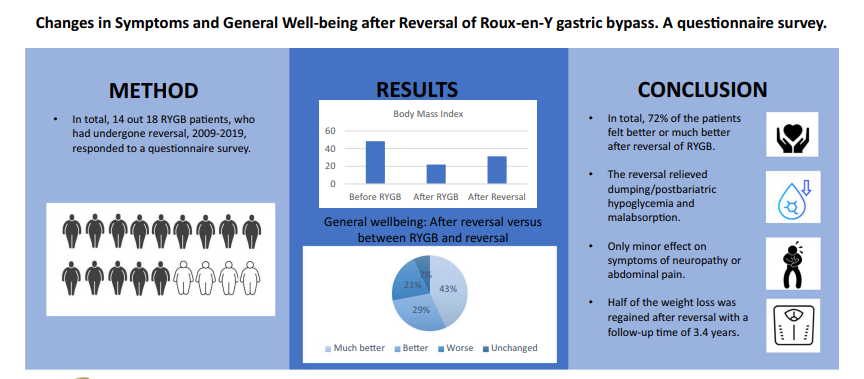 Changes in Symptoms and General Well-being after Reversal of Roux-en-Y gastric bypass. A questionnaire survey.
METHOD
• In total, 14 out 18 RYGB patients, who
had undergone reversal, 2009-2019,
responded to a questionnaire survey.
RESULTS
Body Mass Index
60
40
20
0
Before RYGB After RYGB After Reversal
General wellbeing: After reversal versus
between RYGB and reversal
7%
21%
43%
29%
Much better Better Worse Unchanged
CONCLUSION
• In total, 72% of the patients
felt better or much better
after reversal of RYGB.
• The reversal relieved
dumping/postbariatric
hypoglycemia and
malabsorption.
• Only minor effect on
symptoms of neuropathy or
abdominal pain.
• Half of the weight loss was
regained after reversal with a
follow-up time of 3.4 years.